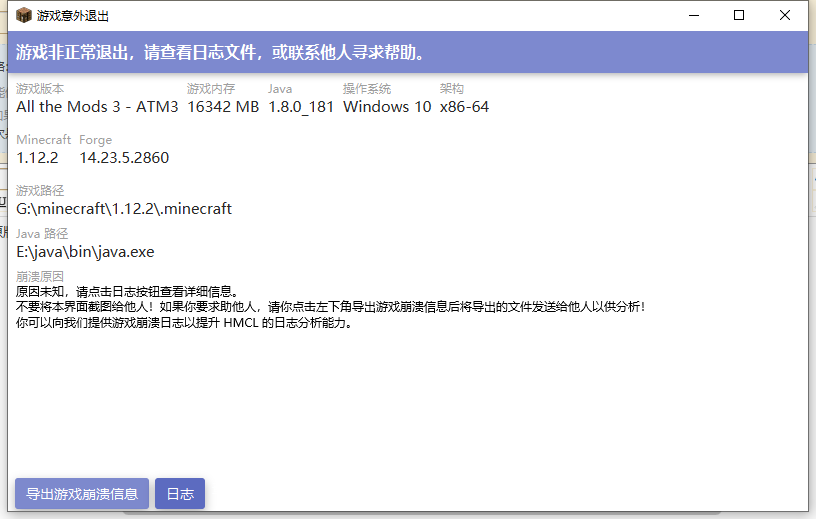 游戏意外退出
游戏非正常退出，请查看日志文件，或联系他人寻求帮助。
游戏版本 游戏内存 Java 操作系统 架构
All the Mods 3 - ATM3 16342 MB 1.8.0_181 Windows 10 x86-64
Minecraft Forge
1.12.2 14.23.5.2860
游戏路径
G:\minecraft\1.12.2\.minecraft
Java 路径
E:\java\bin\java.exe
崩溃原因
原因未知，请点击日志按钮查看详细信息。
不要将本界面截图给他人！如果你要求助他人，请你点击左下角导出游戏崩溃信息后将导出的文件发送给他人以供分析！
你可以向我们提供游戏崩溃日志以提升 HMCL 的日志分析能力。
导出游戏崩溃信息 日志